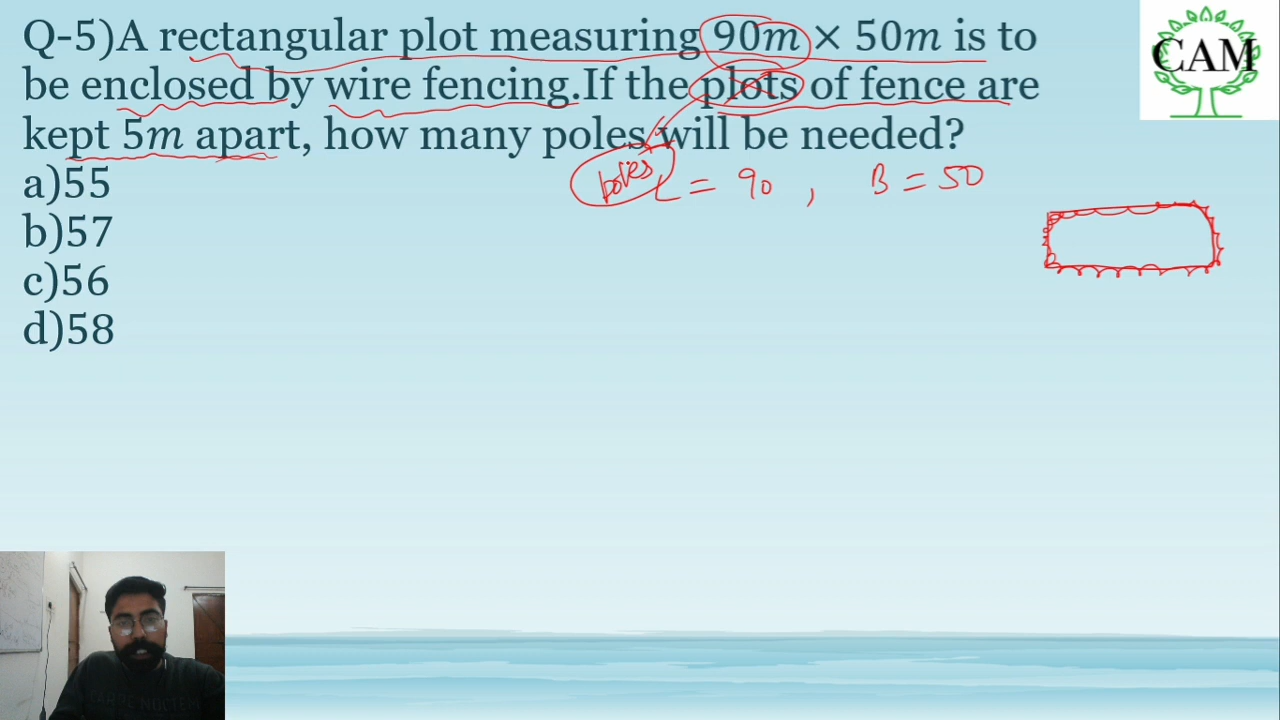 Q-5)A rectangular plot measuring 90m × 50m is to
be enclosed by wire fencing.If the plots of fence are
kept 5m apart, how many poles will be needed?
a)55
b)57
c)56
d)58
poles
L = 90 , B = 50
CAM